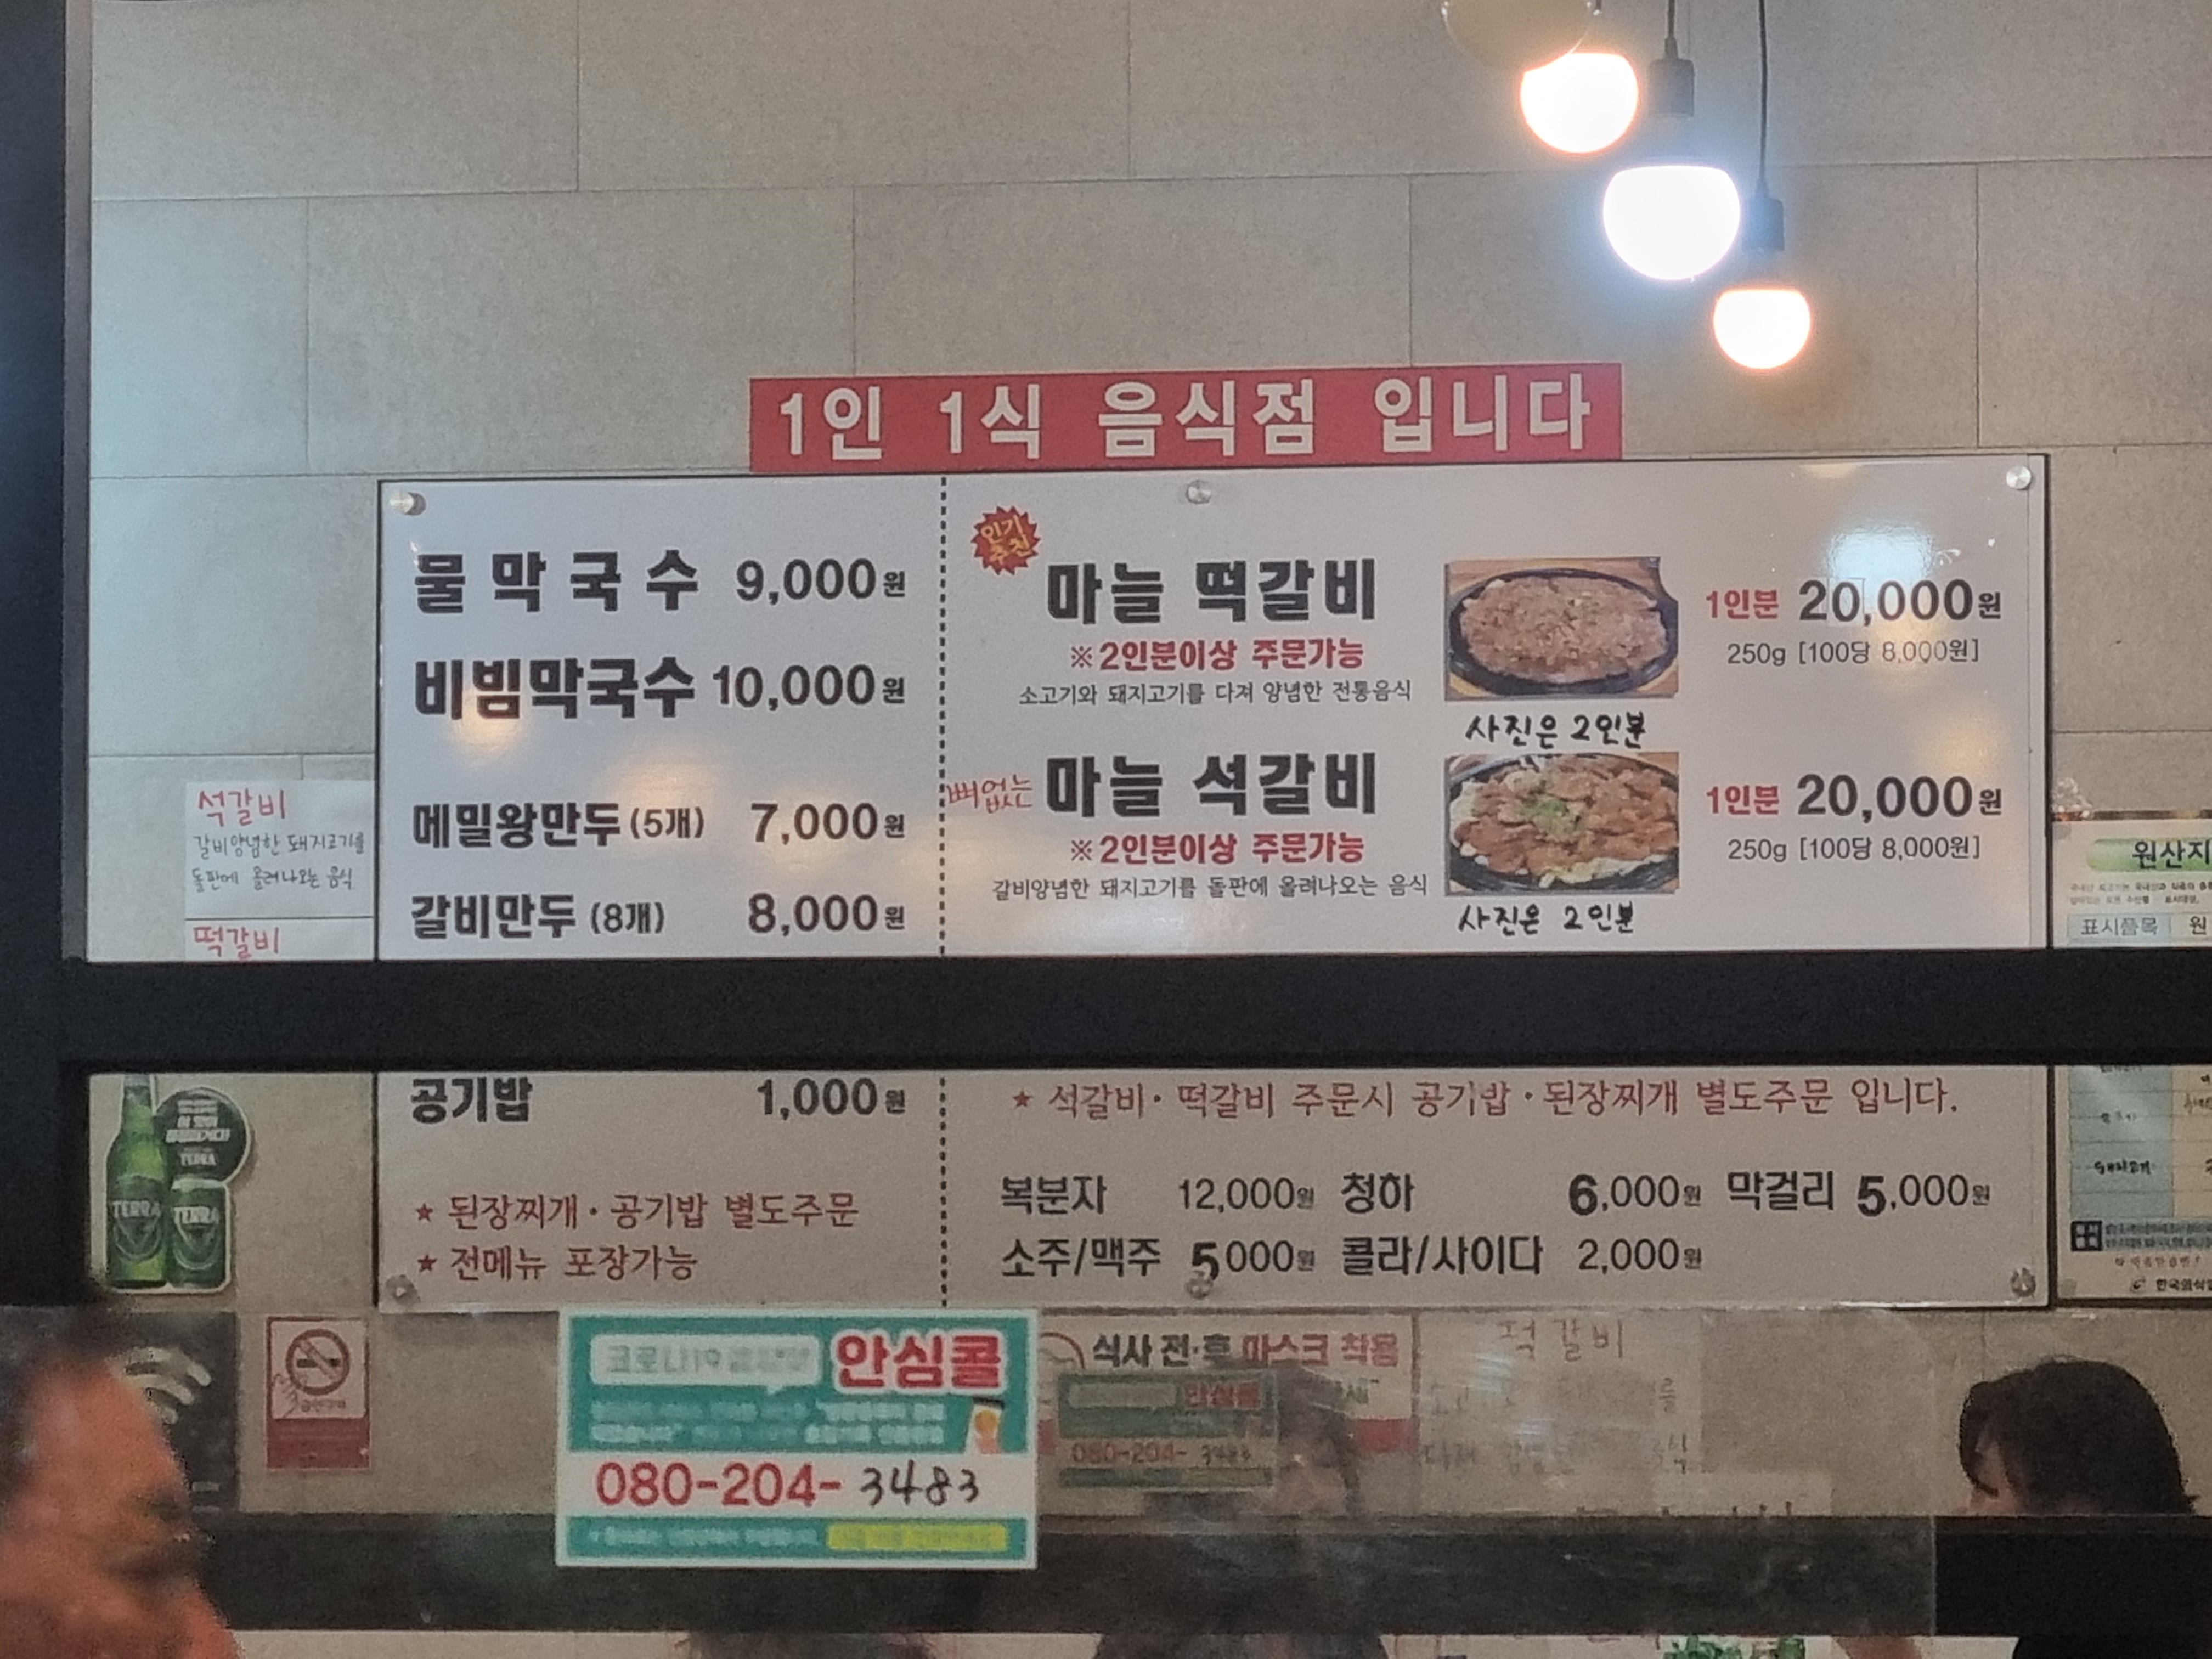 1인 1식 음식점 입니다
물막국수 9,000원
비빔막국수 10,000원
메밀왕만두 (5개) 7,000원
갈비만두 (8개) 8,000원
공기밥 1,000원
★ 된장찌개·공기밥 별도주문
★ 전메뉴 포장가능
인기
추천
마늘 떡갈비
1인분 20,000원
※2인분이상 주문가능
250g [100당 8,000원]
소고기와 돼지고기를 다져 양념한 전통음식
사진은 2인분
뼈없는 마늘 석갈비
1인분 20,000원
※2인분이상 주문가능
250g [100당 8,000원]
갈비양념한 돼지고기를 돌판에 올려나오는 음식
사진은 2인분
★ 석갈비·떡갈비 주문시 공기밥·된장찌개 별도주문 입니다.
복분자 12,000원 청하 6,000원 막걸리 5,000원
소주/맥주 5000원 콜라/사이다 2,000원
석갈비
갈비양념한 돼지고기를
돌판에 올려나오는 음식
떡갈비
원산지
표시품목 원
TERRA
TERRA
TERRA
안심콜
080-204-3483
식사 전·후 마스크 착용
안심콜
080-204-3483
떡갈비